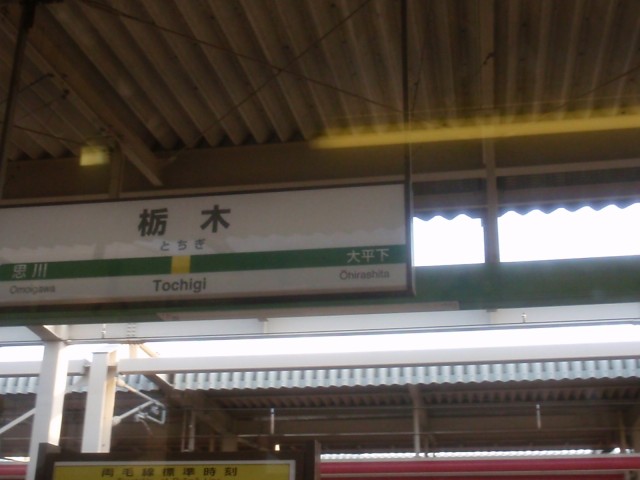 栃木
とちぎ
思川 大平下
Omoigawa Tochigi Ōhirashita
両毛線標準時刻